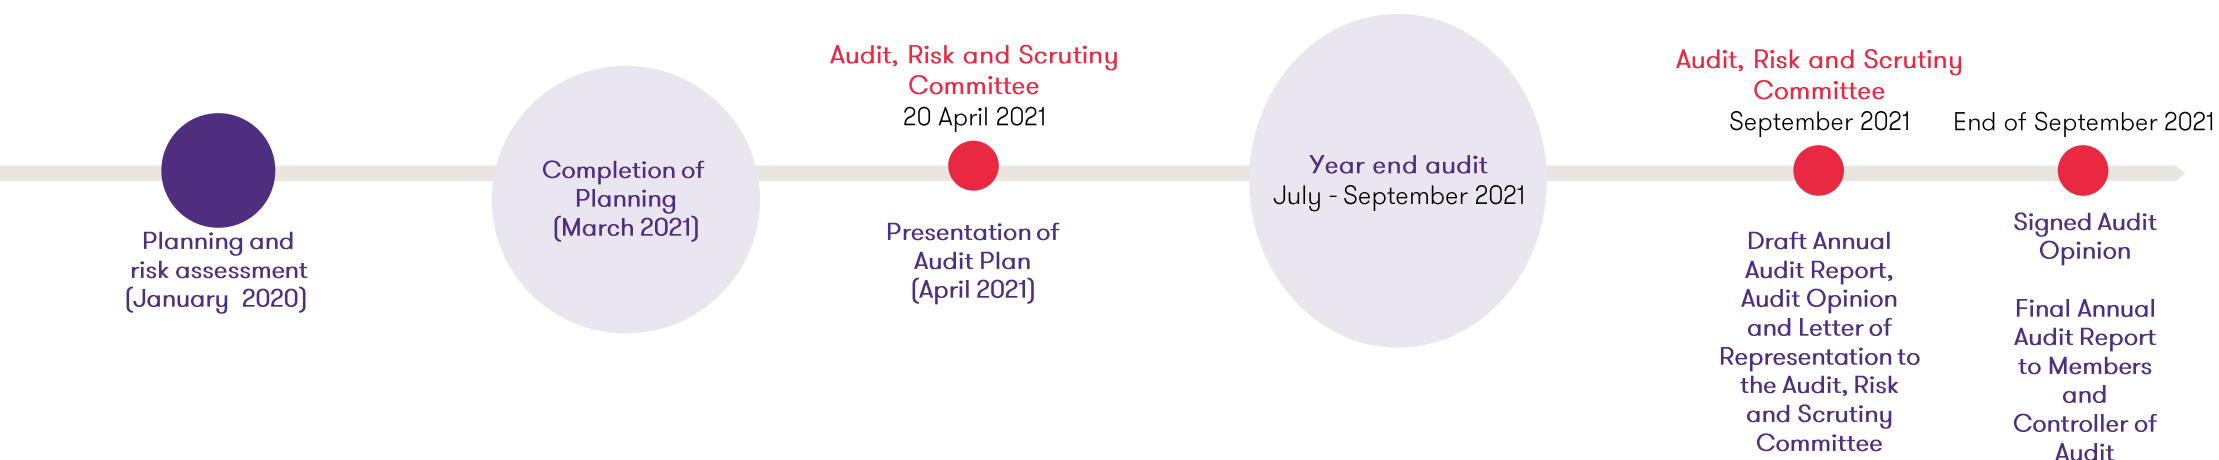 Planning and
risk assessment
(January 2020)
Completion of
Planning
(March 2021)
Audit, Risk and Scrutiny
Committee
20 April 2021
Presentation of
Audit Plan
(April 2021)
Year end audit
July - September 2021
Audit, Risk and Scrutiny
Committee
September 2021
Draft Annual
Audit Report,
Audit Opinion
and Letter of
Representation to
the Audit, Risk
and Scrutiny
Committee
End of September 2021
Signed Audit
Opinion
Final Annual
Audit Report
to Members
and
Controller of
Audit